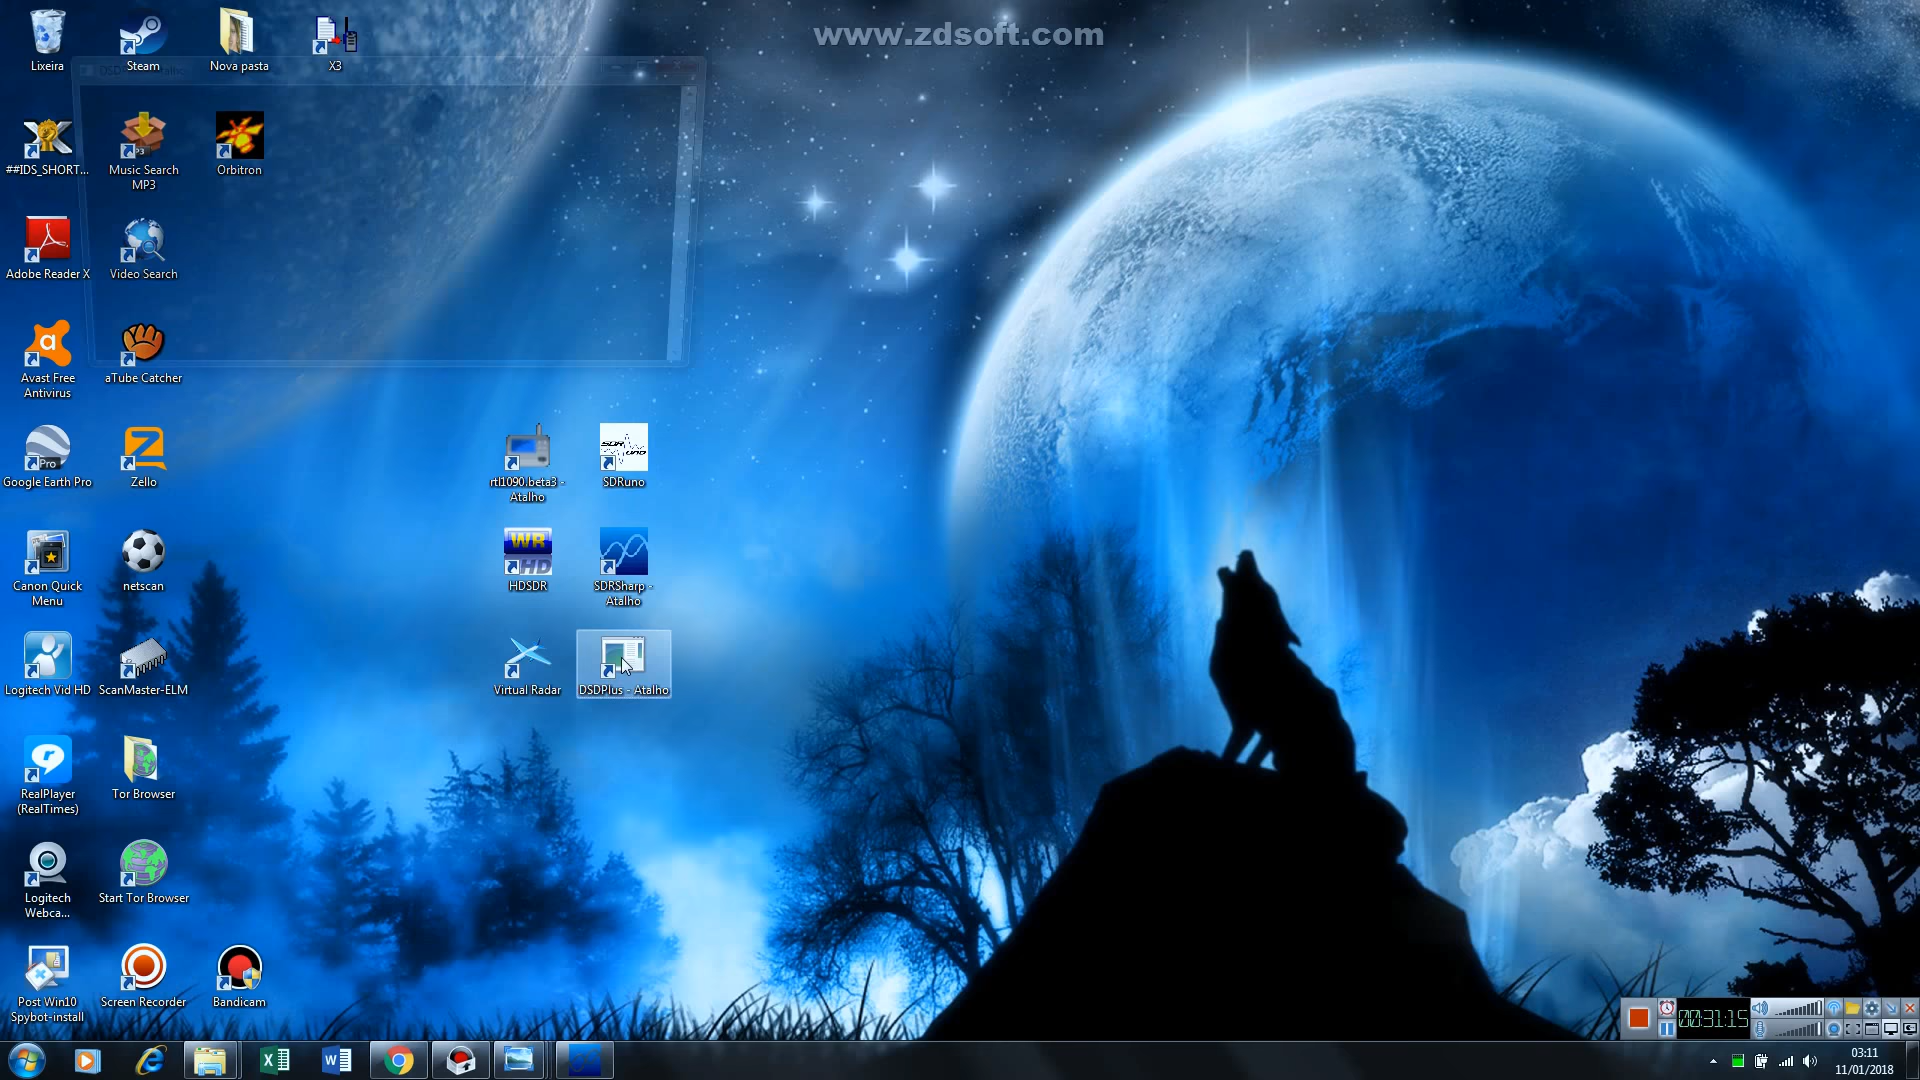 www.zdsoft.com
Lixeira
Steam
Nova pasta
X3
##IDS_SHORT...
Music Search
MP3
Orbitron
Adobe Reader X
Video Search
Avast Free
Antivirus
aTube Catcher
Google Earth Pro
Zello
rtl1090.beta3 -
Atalho
SDRuno
Canon Quick
Menu
netscan
HDSDR
SDRSharp -
Atalho
Logitech Vid HD
ScanMaster-ELM
Virtual Radar
DSDPlus - Atalho
RealPlayer
(RealTimes)
Tor Browser
Logitech
Webca...
Start Tor Browser
Post Win10
Spybot-install
Screen Recorder
Bandicam
00:31:15
03:11
11/01/2018